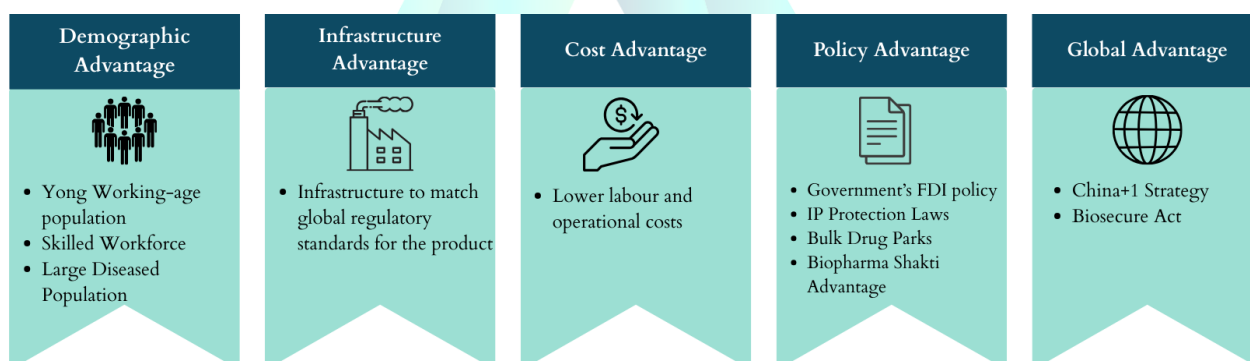 Demographic
Advantage
• Yong Working-age
population
• Skilled Workforce
• Large Diseased
Population
Infrastructure
Advantage
• Infrastructure to match
global regulatory
standards for the product
Cost Advantage
$
• Lower labour and
operational costs
Policy Advantage
• Government's FDI policy
• IP Protection Laws
• Bulk Drug Parks
• Biopharma Shakti
Advantage
Global Advantage
• China+1 Strategy
• Biosecure Act